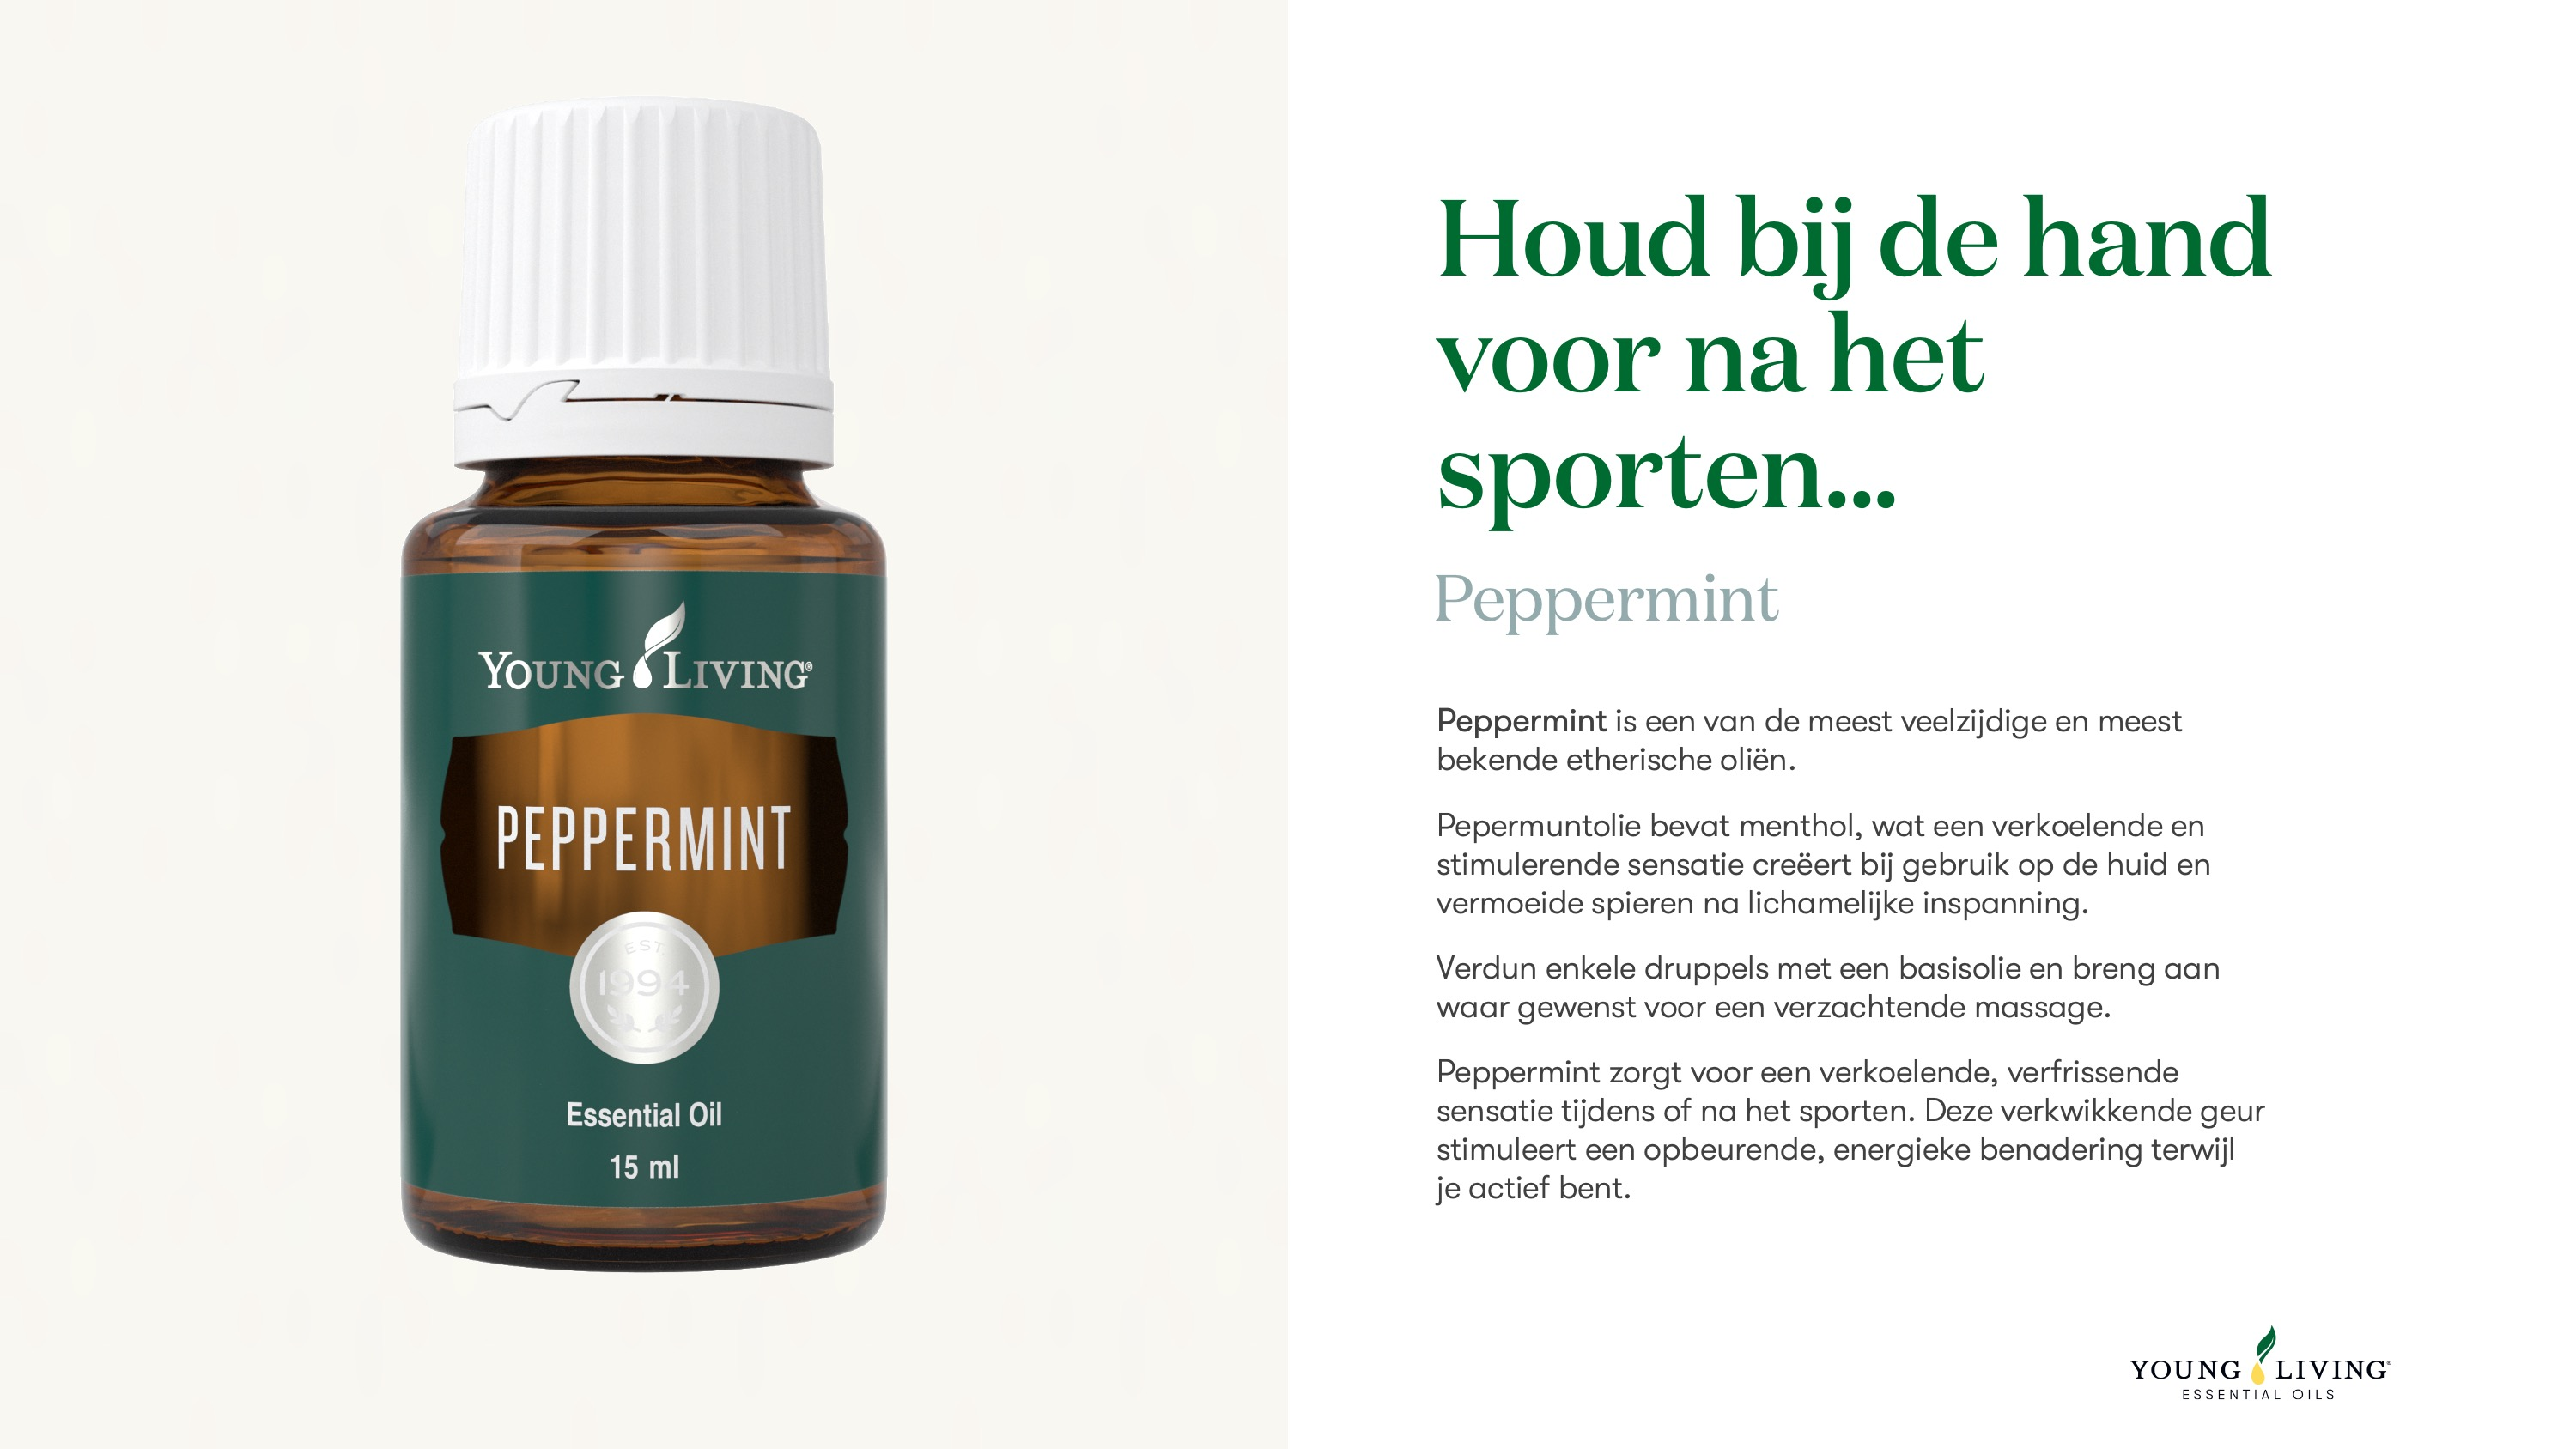 YOUNG LIVING®
PEPPERMINT
EST.
1994
Essential Oil
15 ml
Houd bij de hand
voor na het
sporten...
Peppermint
Peppermint is een van de meest veelzijdige en meest
bekende etherische oliën.
Pepermuntolie bevat menthol, wat een verkoelende en
stimulerende sensatie creëert bij gebruik op de huid en
vermoeide spieren na lichamelijke inspanning.
Verdun enkele druppels met een basisolie en breng aan
waar gewenst voor een verzachtende massage.
Peppermint zorgt voor een verkoelende, verfrissende
sensatie tijdens of na het sporten. Deze verkwikkende geur
stimuleert een opbeurende, energieke benadering terwijl
je actief bent.
YOUNG LIVING®
ESSENTIAL OILS